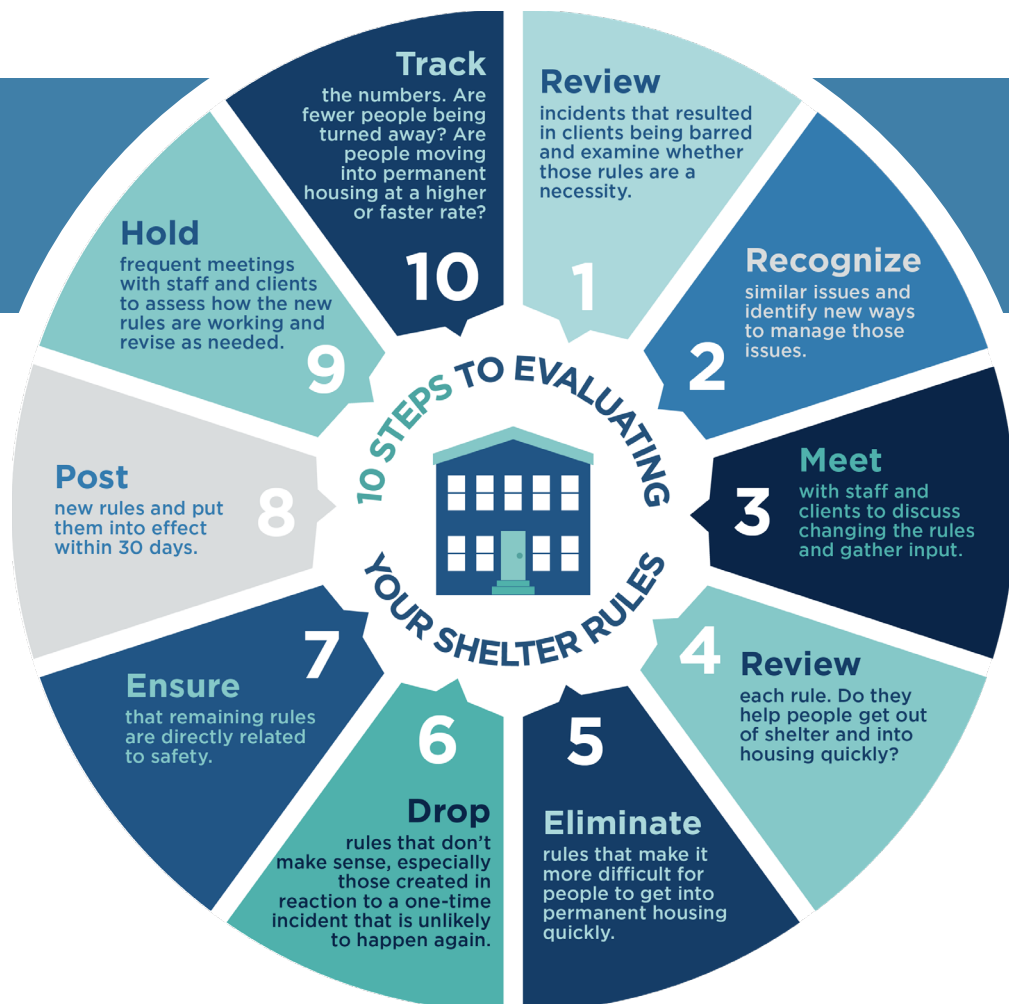 10 STEPS TO EVALUATING
YOUR SHELTER RULES
Review
incidents that resulted
in clients being barred
and examine whether
those rules are a
necessity.
1
Recognize
similar issues and
identify new ways
to manage those
issues.
2
Meet
with staff and
clients to discuss
changing the rules
and gather input.
3
Review
each rule. Do they
help people get out
of shelter and into
housing quickly?
4
5
Eliminate
rules that make it
more difficult for
people to get into
permanent housing
quickly.
6
Drop
rules that don’t
make sense, especially
those created in
reaction to a one-time
incident that is unlikely
to happen again.
7
Ensure
that remaining rules
are directly related
to safety.
Post
new rules and put
them into effect
within 30 days.
8
Hold
frequent meetings
with staff and clients
to assess how the new
rules are working and
revise as needed.
9
Track
the numbers. Are
fewer people being
turned away? Are
people moving
into permanent
housing at a higher
or faster rate?
10